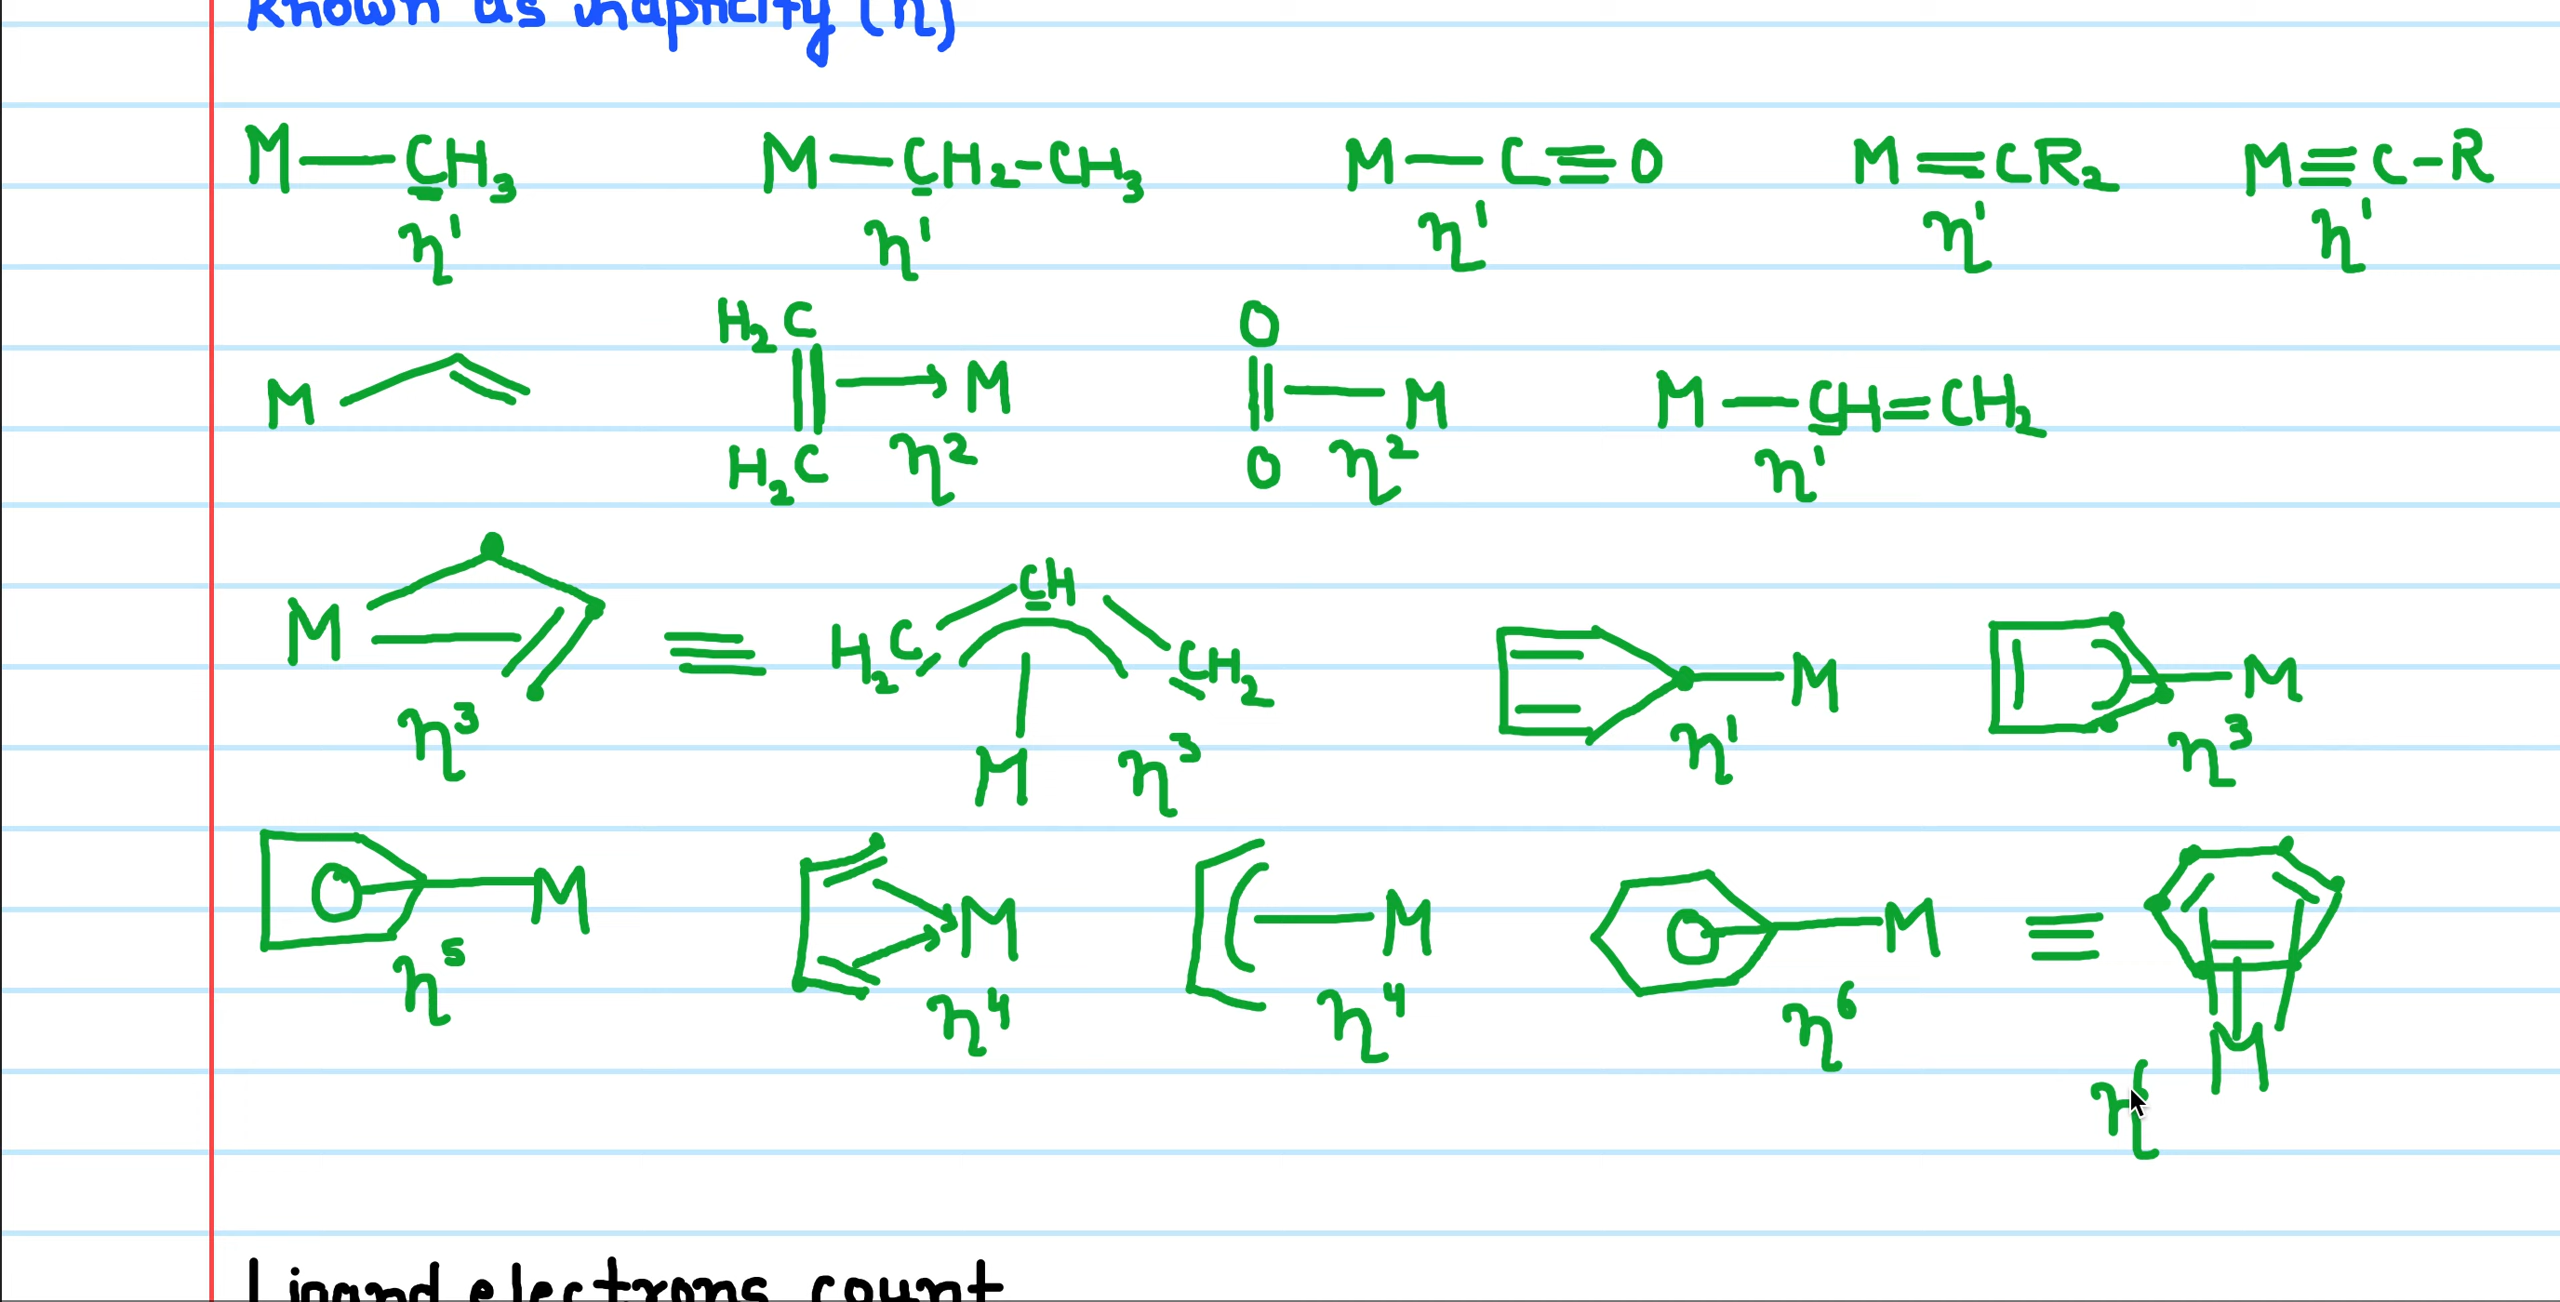 known as hapticity (η)
M—CH₃ M—CH₂-CH₃ M—C≡O M=CR₂ M≡C-R
η¹ η¹ η¹ η¹ η¹
M H₂C H₂C →M η² O O M η² M—CH=CH₂ η¹
M η³ ≡ H₂C CH CH₂ M η³ M η¹ M η³
M η⁵ M η⁴ M η⁴ M η⁶ ≡ M η⁶
Ligand electrons count